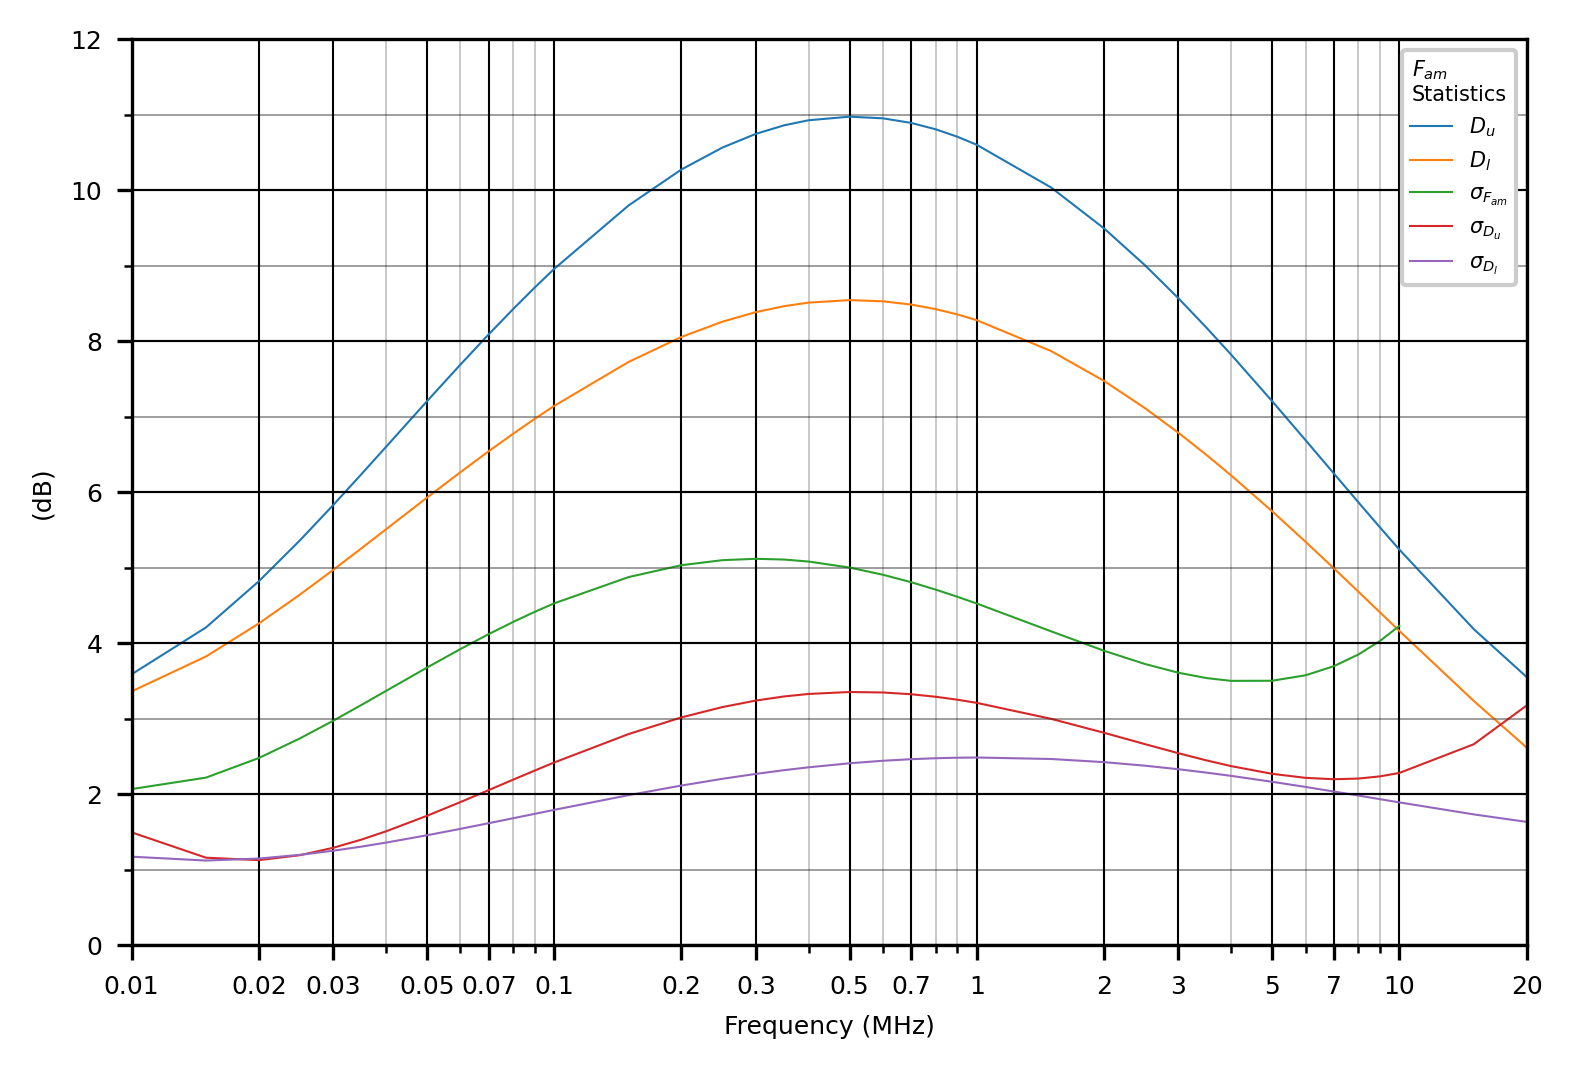 12
10
8
6
4
2
0
(dB)
F_am
Statistics
D_u
D_l
σ_F_am
σ_D_u
σ_D_l
0.01 0.02 0.03 0.05 0.07 0.1 0.2 0.3 0.5 0.7 1 2 3 5 7 10 20
Frequency (MHz)